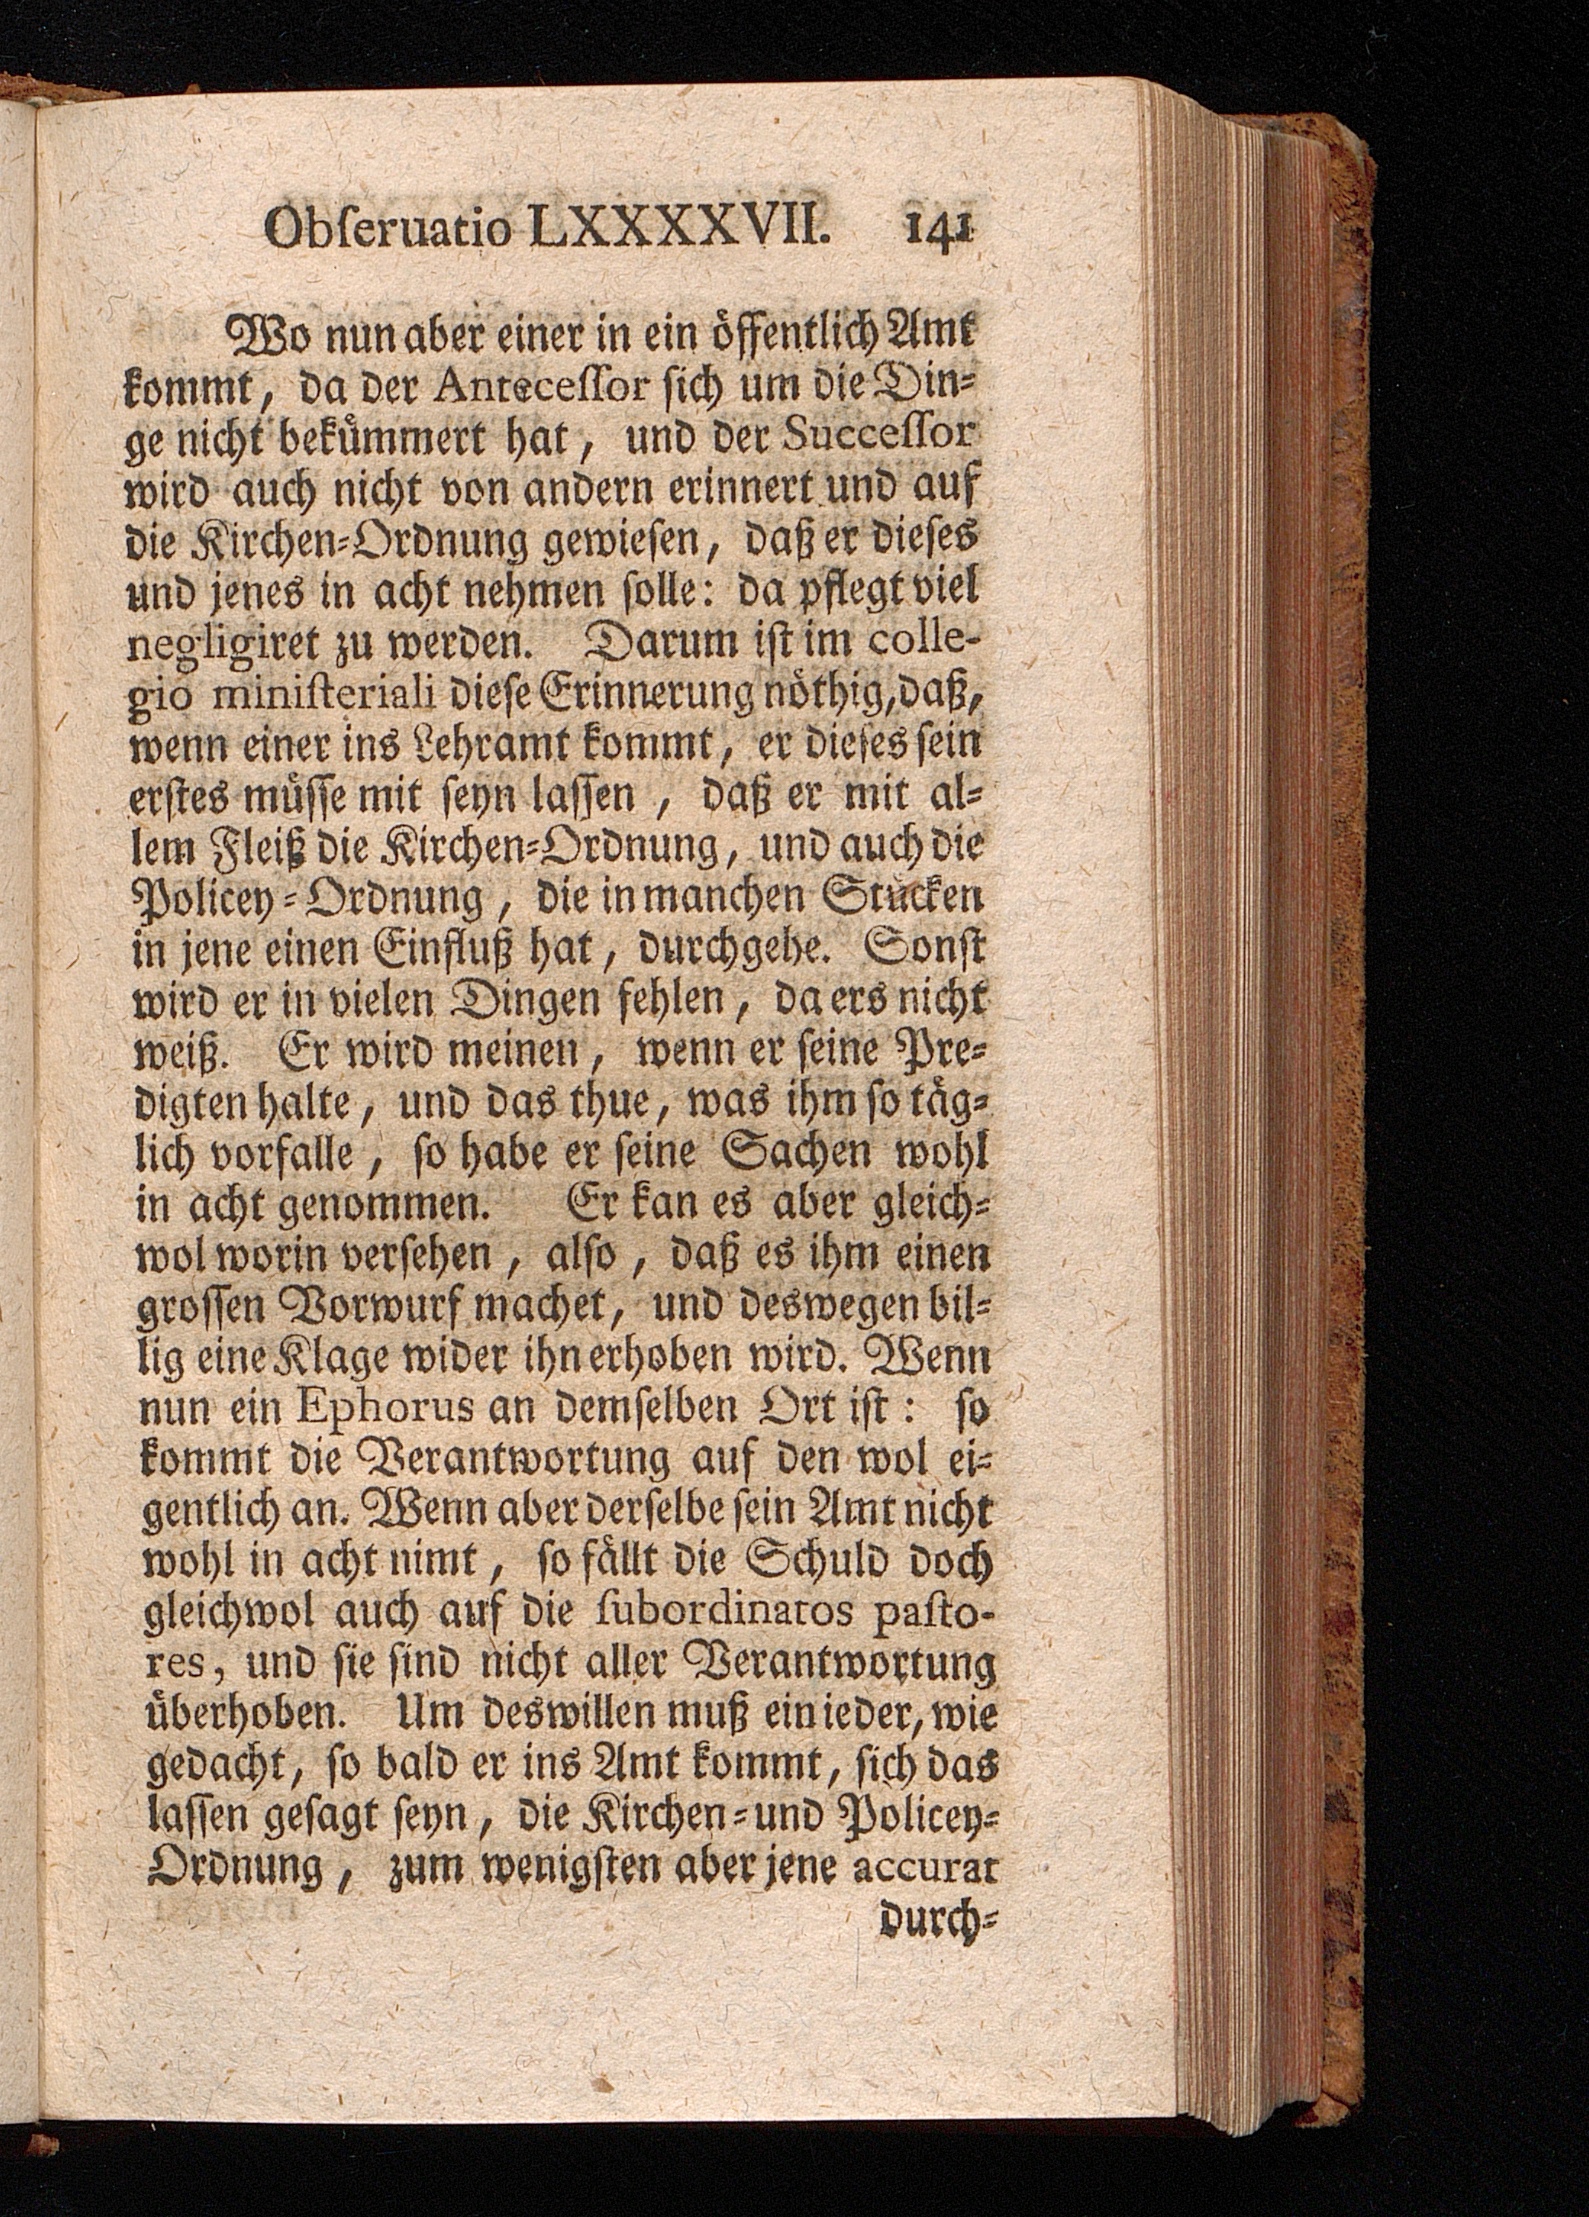 Obſeruatio LXXXXVII. 141
Wo nun aber einer in ein öffentlich Amt
kommt, da der Anteceſſor ſich um die Din-
ge nicht bekümmert hat, und der Succeſſor
wird auch nicht von andern erinnert und auf
die Kirchen-Ordnung gewieſen, daß er dieſes
und jenes in acht nehmen ſolle: da pflegt viel
negligiret zu werden. Darum iſt im colle-
gio miniſteriali dieſe Erinnerung nöthig, daß,
wenn einer ins Lehramt kommt, er dieſes ſein
erſtes müſſe mit ſeyn laſſen, daß er mit al-
lem Fleiß die Kirchen-Ordnung, und auch die
Policey-Ordnung, die in manchen Stücken
in jene einen Einfluß hat, durchgehe. Sonſt
wird er in vielen Dingen fehlen, da ers nicht
weiß. Er wird meinen, wenn er ſeine Pre-
digten halte, und das thue, was ihm ſo täg-
lich vorfalle, ſo habe er ſeine Sachen wohl
in acht genommen. Er kan es aber gleich-
wol worin verſehen, alſo, daß es ihm einen
groſſen Vorwurf machet, und deswegen bil-
lig eine Klage wider ihn erhoben wird. Wenn
nun ein Ephorus an demſelben Ort iſt: ſo
kommt die Verantwortung auf den wol ei-
gentlich an. Wenn aber derſelbe ſein Amt nicht
wohl in acht nimt, ſo fällt die Schuld doch
gleichwol auch auf die ſubordinatos paſto-
res, und ſie ſind nicht aller Verantwortung
überhoben. Um deswillen muß ein ieder, wie
gedacht, ſo bald er ins Amt kommt, ſich das
laſſen geſagt ſeyn, die Kirchen- und Policey-
Ordnung, zum wenigſten aber jene accurat
durch-